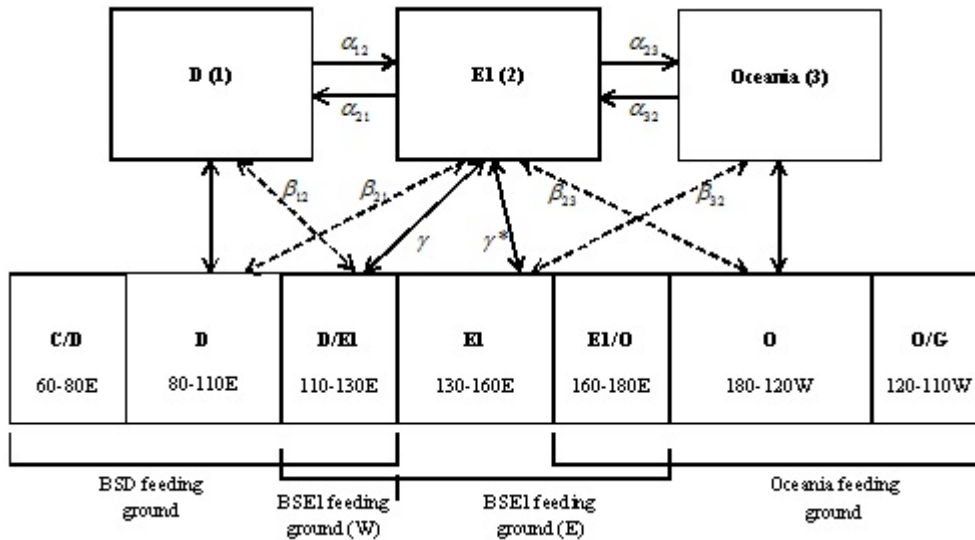 α12
α23
D (1)
E1 (2)
Oceania (3)
α21
α32
β12
β21
β23
β32
γ
γ*
C/D
D
D/E1
E1
E1/O
O
O/G
60-80E
80-110E
110-130E
130-160E
160-180E
180-120W
120-110W
BSD feeding
ground
BSE1 feeding
ground (W)
BSE1 feeding
ground (E)
Oceania feeding
ground